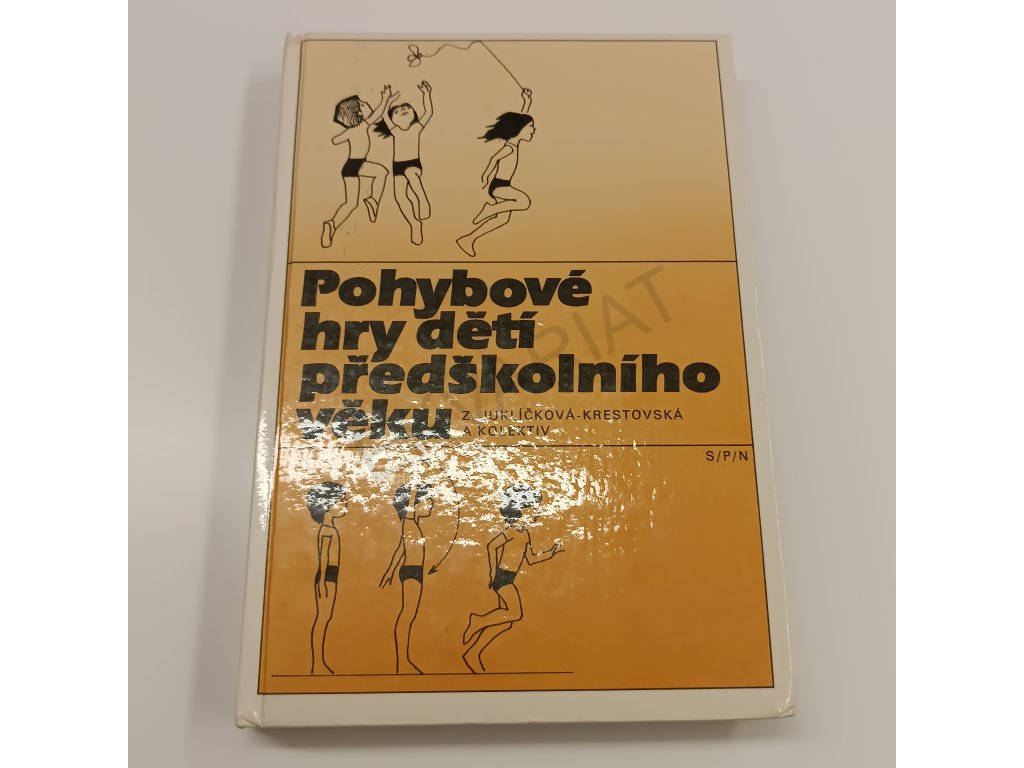 Pohybové
hry dětí
předškolního
věku
Z. JUKLÍČKOVÁ-KRESTOVSKÁ
A KOLEKTIV
S/P/N